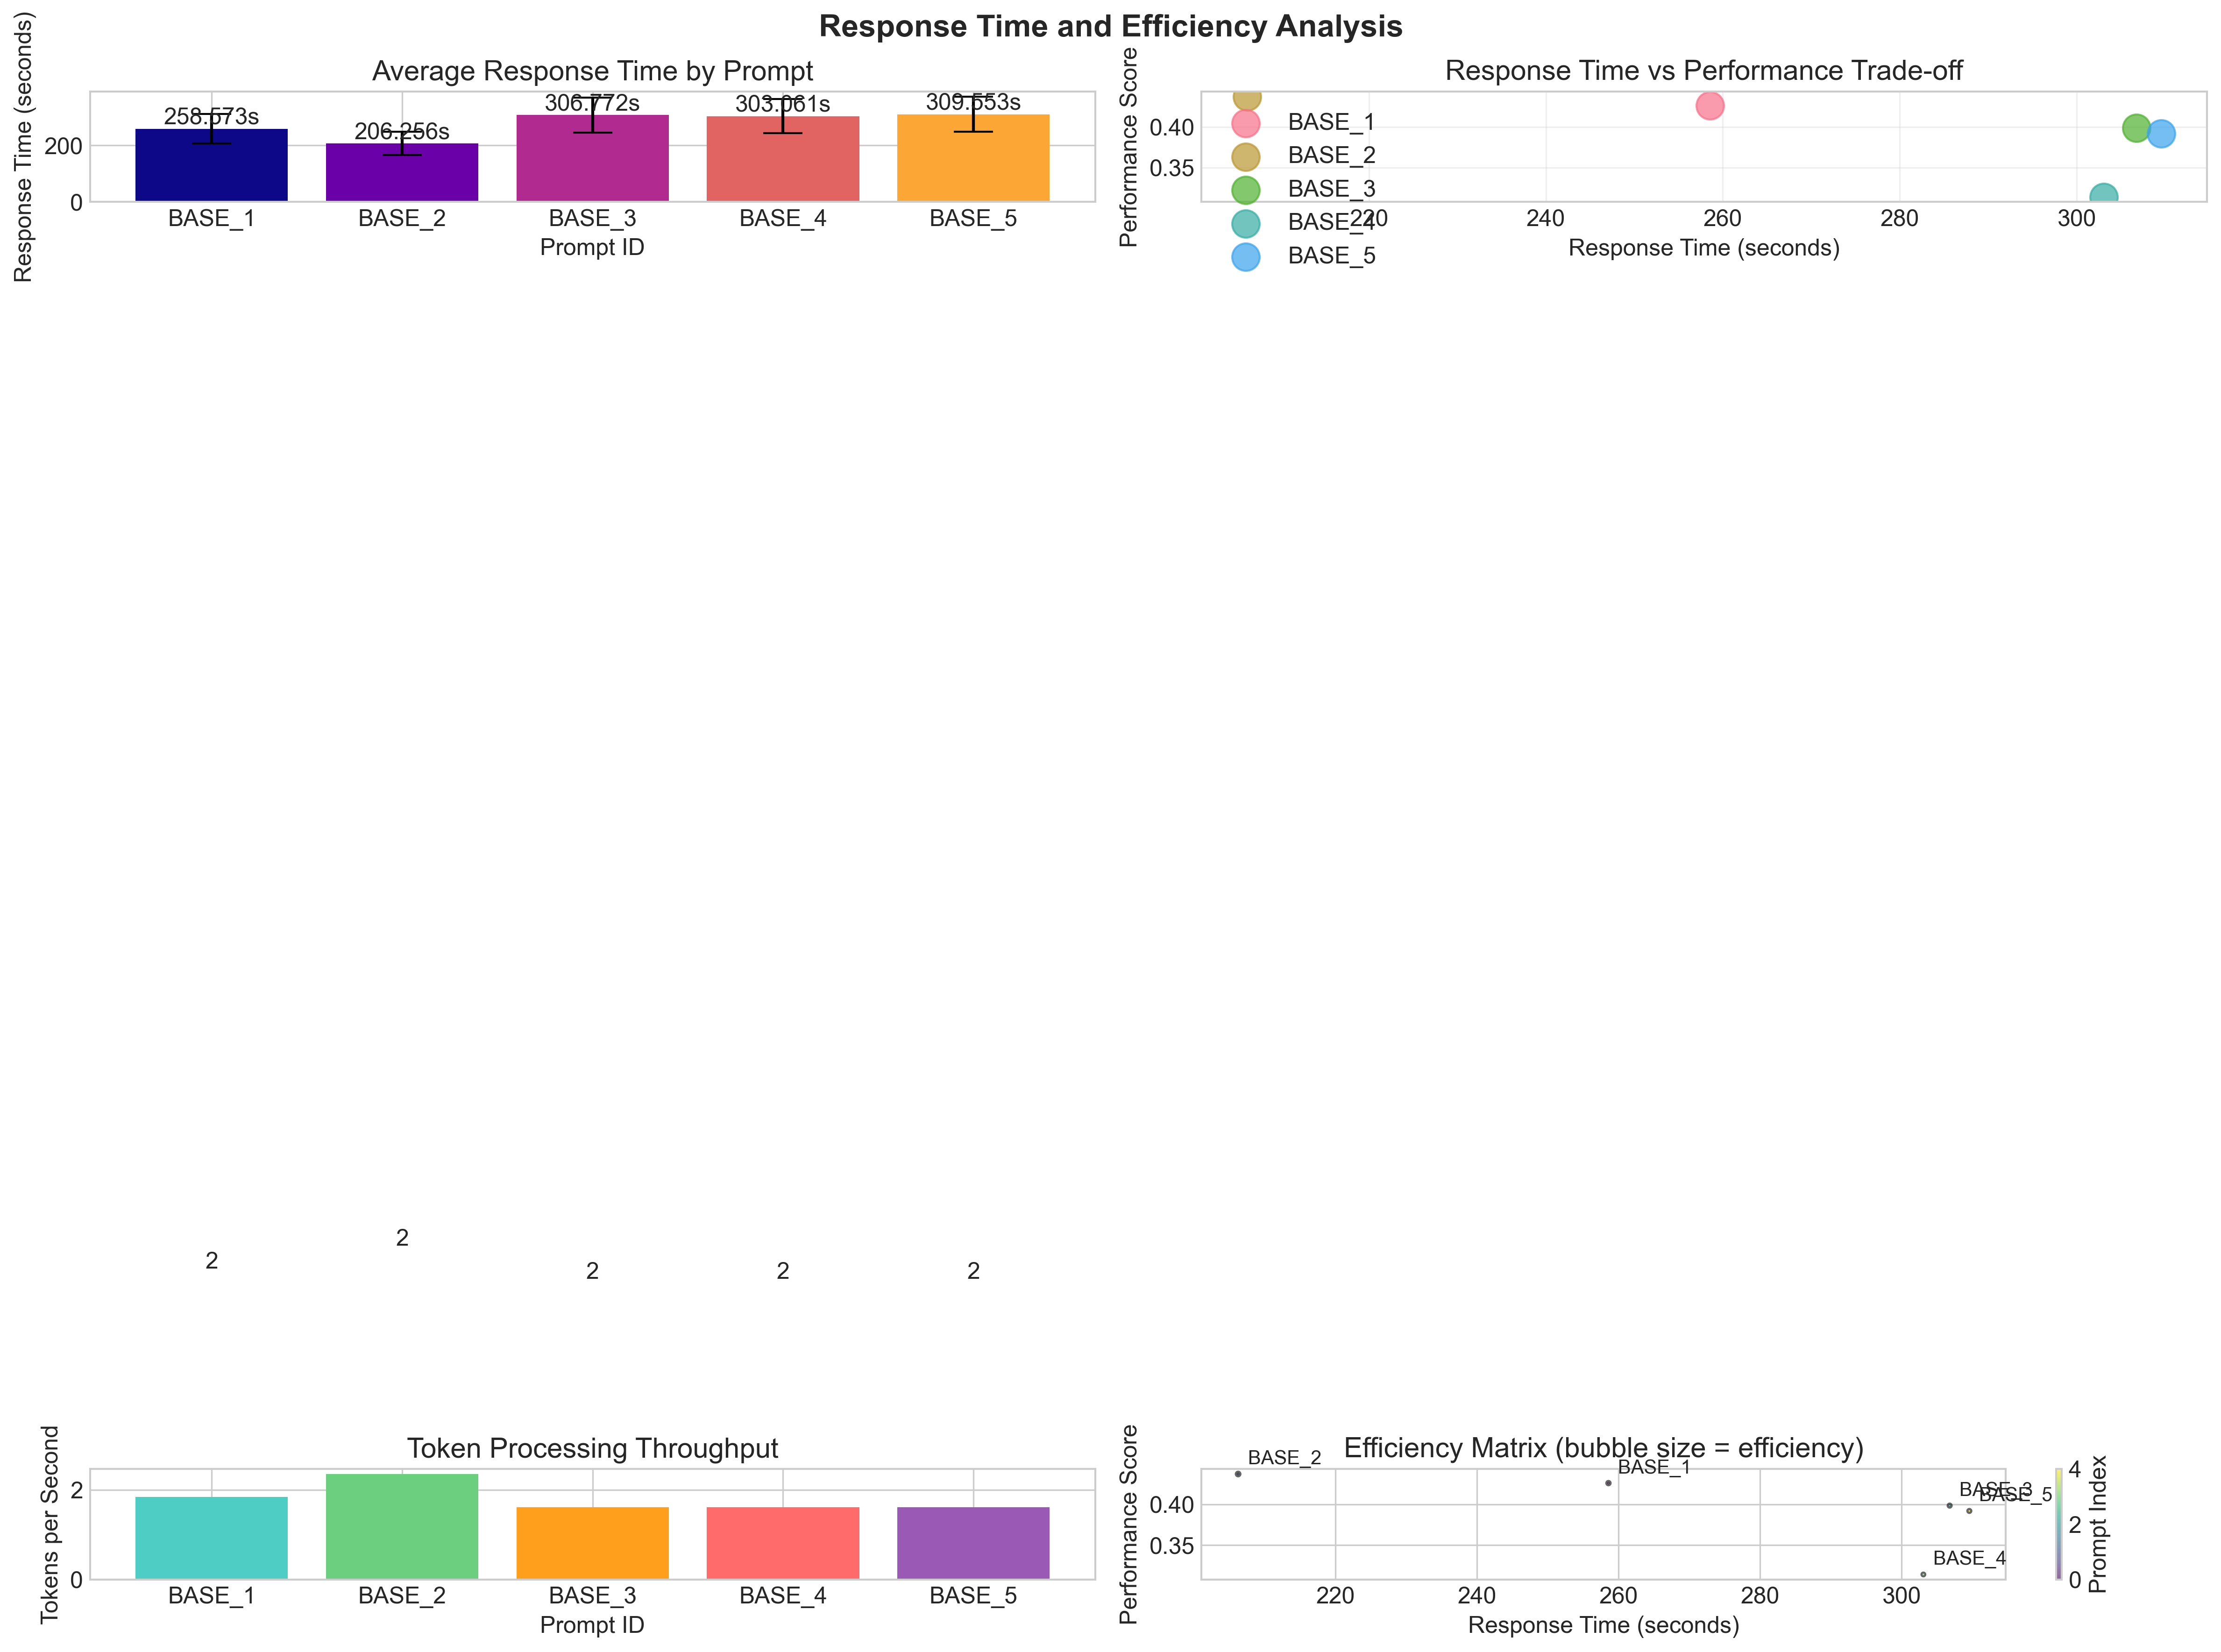 Response Time and Efficiency Analysis
Average Response Time by Prompt
Response Time (seconds)
200
0
258.573s
206.256s
306.772s
303.061s
309.553s
BASE_1
BASE_2
BASE_3
BASE_4
BASE_5
Prompt ID
Response Time vs Performance Trade-off
Performance Score
0.40
0.35
BASE_1
BASE_2
BASE_3
BASE_4
BASE_5
220
240
260
280
300
Response Time (seconds)
2
2
2
2
2
Token Processing Throughput
Tokens per Second
2
0
BASE_1
BASE_2
BASE_3
BASE_4
BASE_5
Prompt ID
Efficiency Matrix (bubble size = efficiency)
Performance Score
0.40
0.35
BASE_2
BASE_1
BASE_3
BASE_5
BASE_4
220
240
260
280
300
Response Time (seconds)
4
2
0
Prompt Index